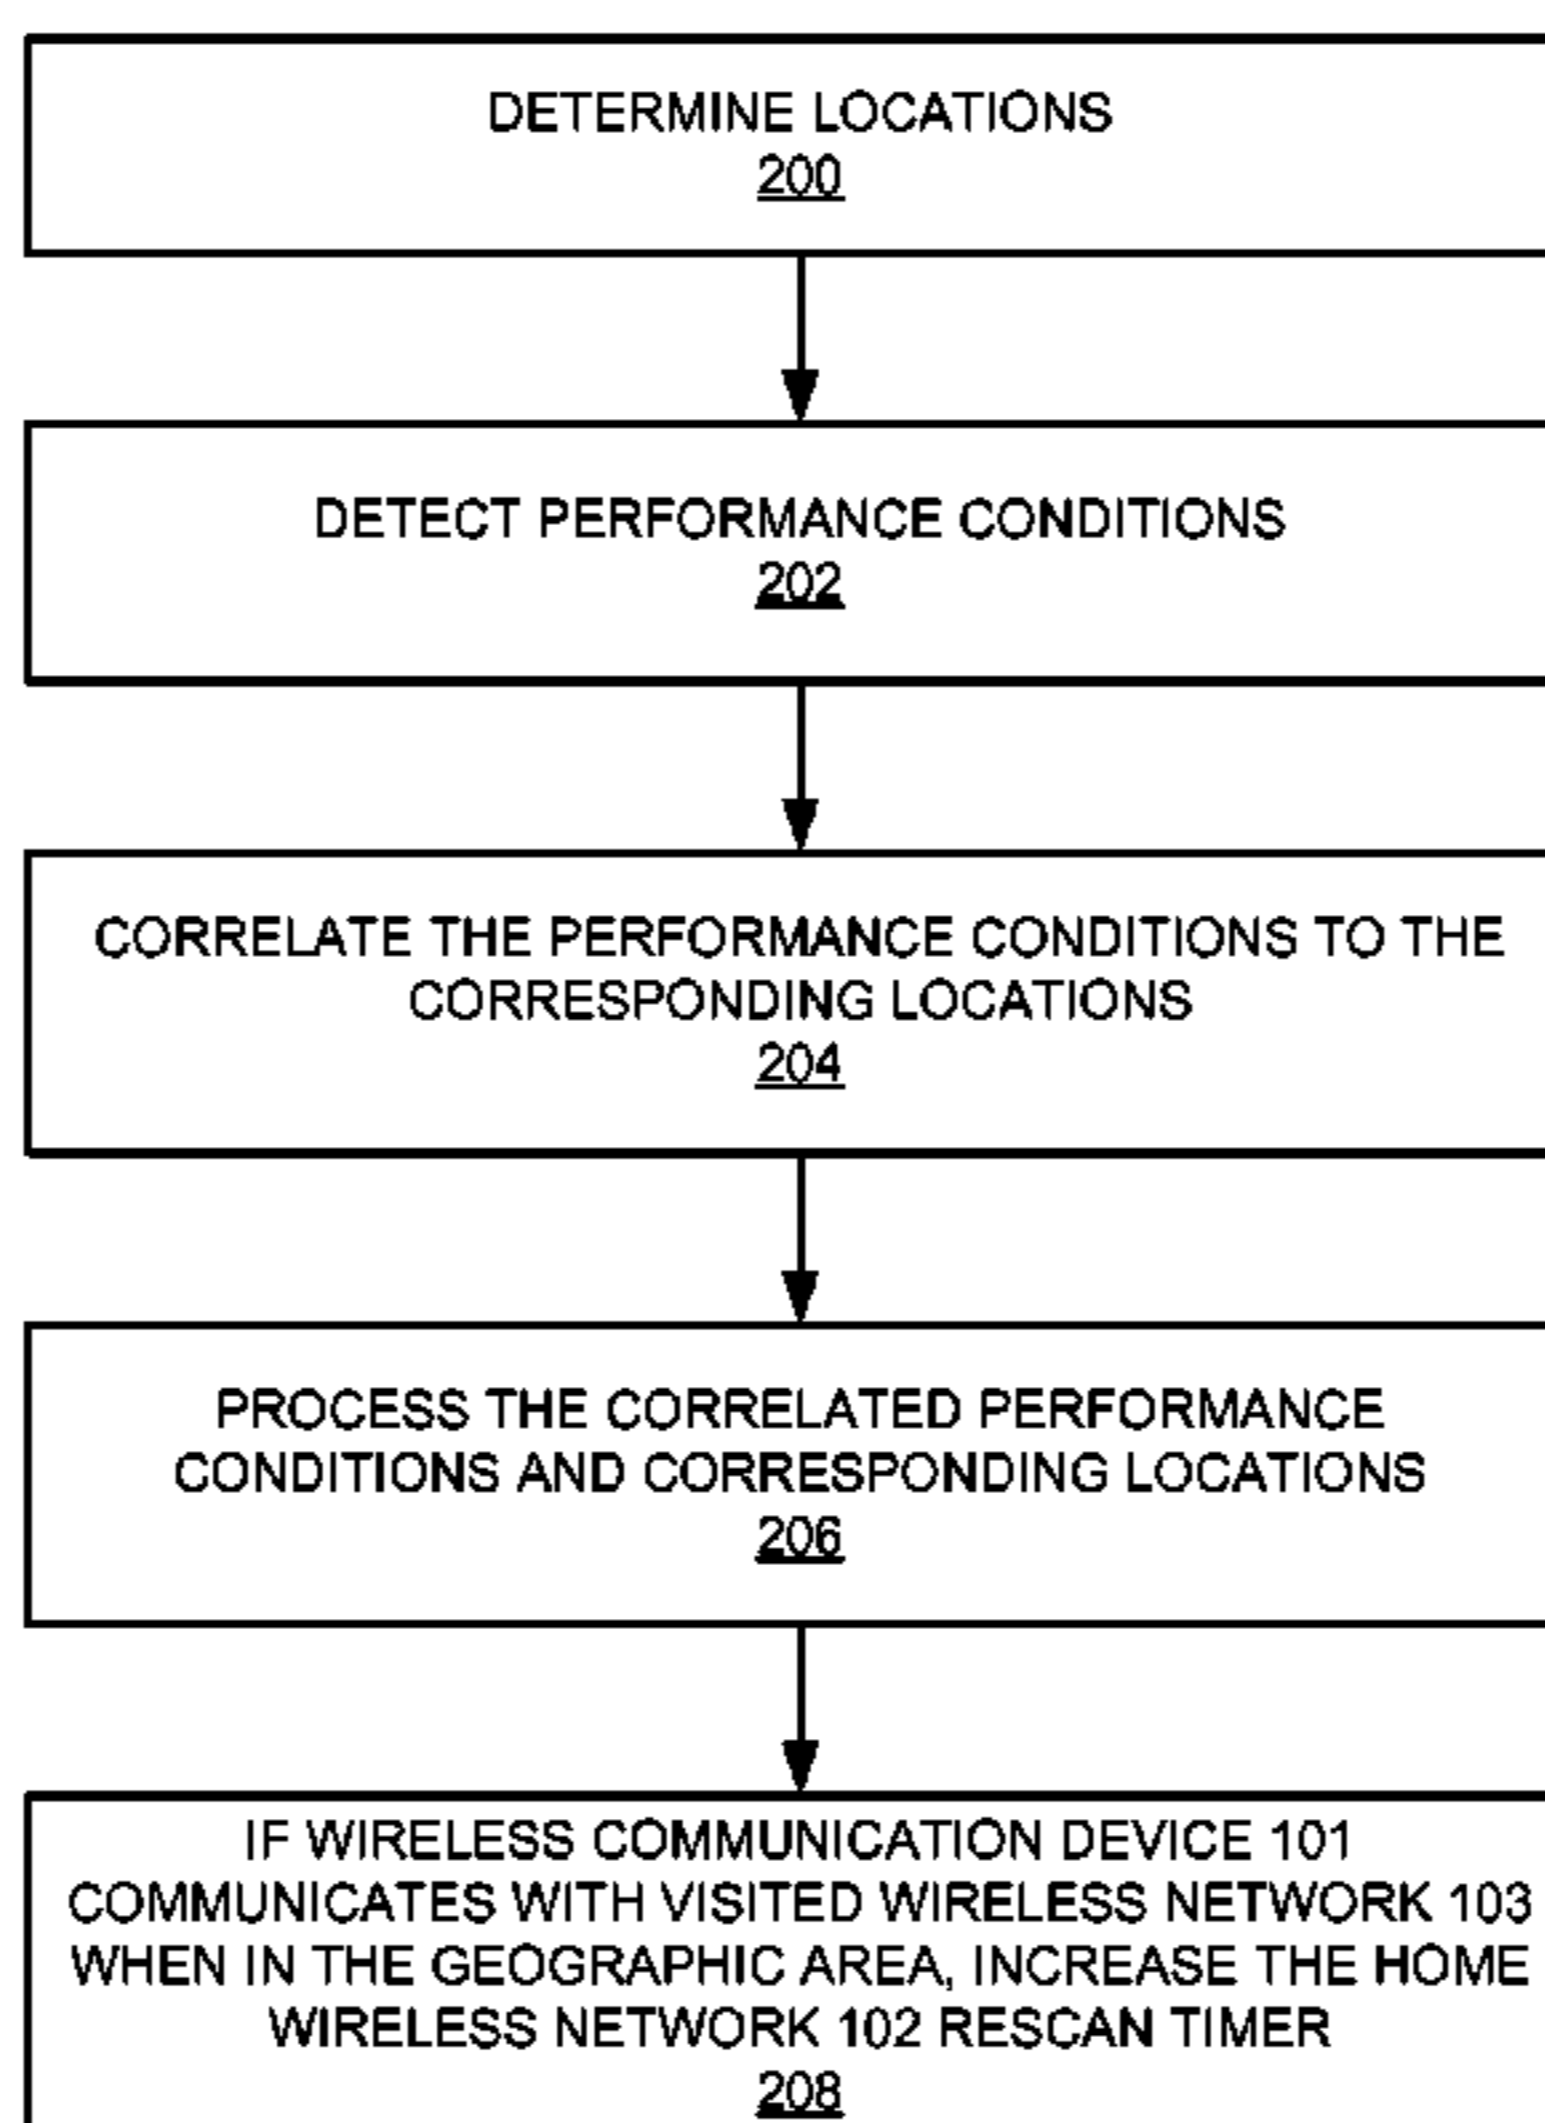 DETERMINE LOCATIONS
200
DETECT PERFORMANCE CONDITIONS
202
CORRELATE THE PERFORMANCE CONDITIONS TO THE
CORRESPONDING LOCATIONS
204
PROCESS THE CORRELATED PERFORMANCE
CONDITIONS AND CORRESPONDING LOCATIONS
206
IF WIRELESS COMMUNICATION DEVICE 101
COMMUNICATES WITH VISITED WIRELESS NETWORK 103
WHEN IN THE GEOGRAPHIC AREA, INCREASE THE HOME
WIRELESS NETWORK 102 RESCAN TIMER
208